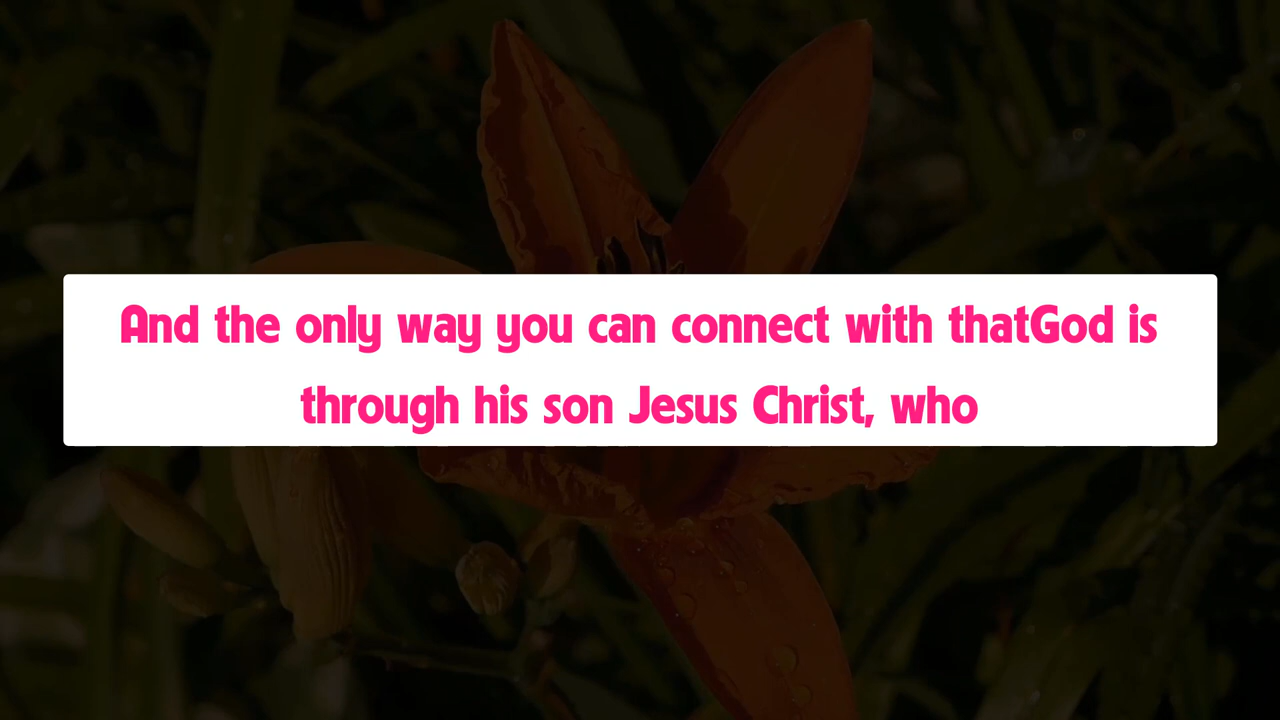 And the only way you can connect with thatGod is
through his son Jesus Christ, who